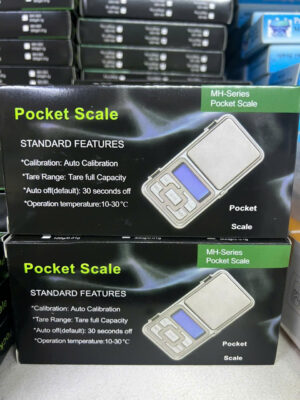 Pocket Scale
MH-Series
Pocket Scale
STANDARD FEATURES
*Calibration: Auto Calibration
*Tare Range: Tare full Capacity
*Auto off(default): 30 seconds off
*Operation temperature:10-30℃
Pocket
Scale
Pocket Scale
MH-Series
Pocket Scale
STANDARD FEATURES
*Calibration: Auto Calibration
*Tare Range: Tare full Capacity
*Auto off(default): 30 seconds off
*Operation temperature:10-30℃
Pocket
Scale